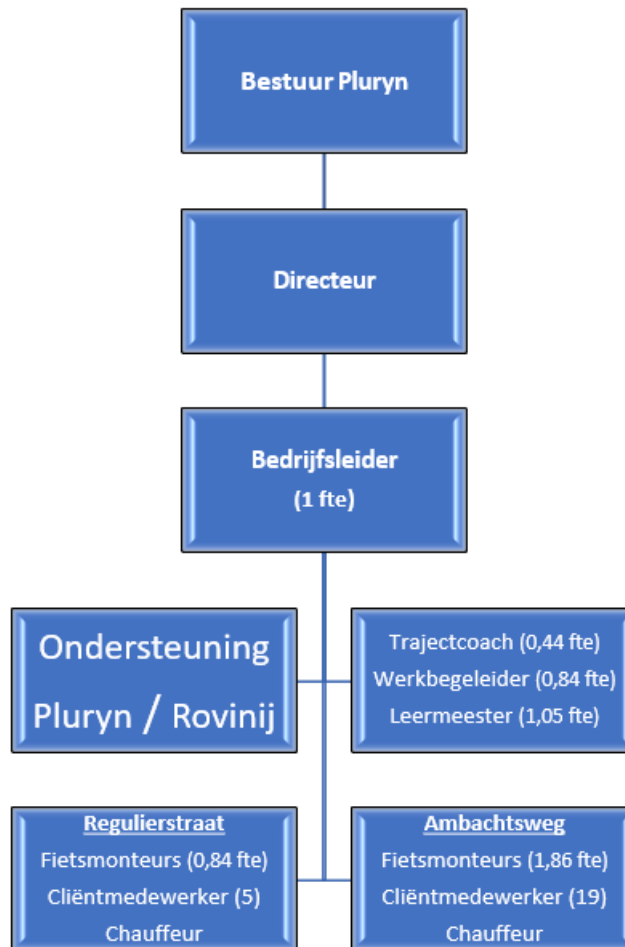 Bestuur Pluryn
Directeur
Bedrijfsleider
(1 fte)
Ondersteuning
Pluryn / Rovinij
Trajectcoach (0,44 fte)
Werkbegeleider (0,84 fte)
Leermeester (1,05 fte)
Regulierstraat
Fietsmonteurs (0,84 fte)
Cliëntmedewerker (5)
Chauffeur
Ambachtsweg
Fietsmonteurs (1,86 fte)
Cliëntmedewerker (19)
Chauffeur